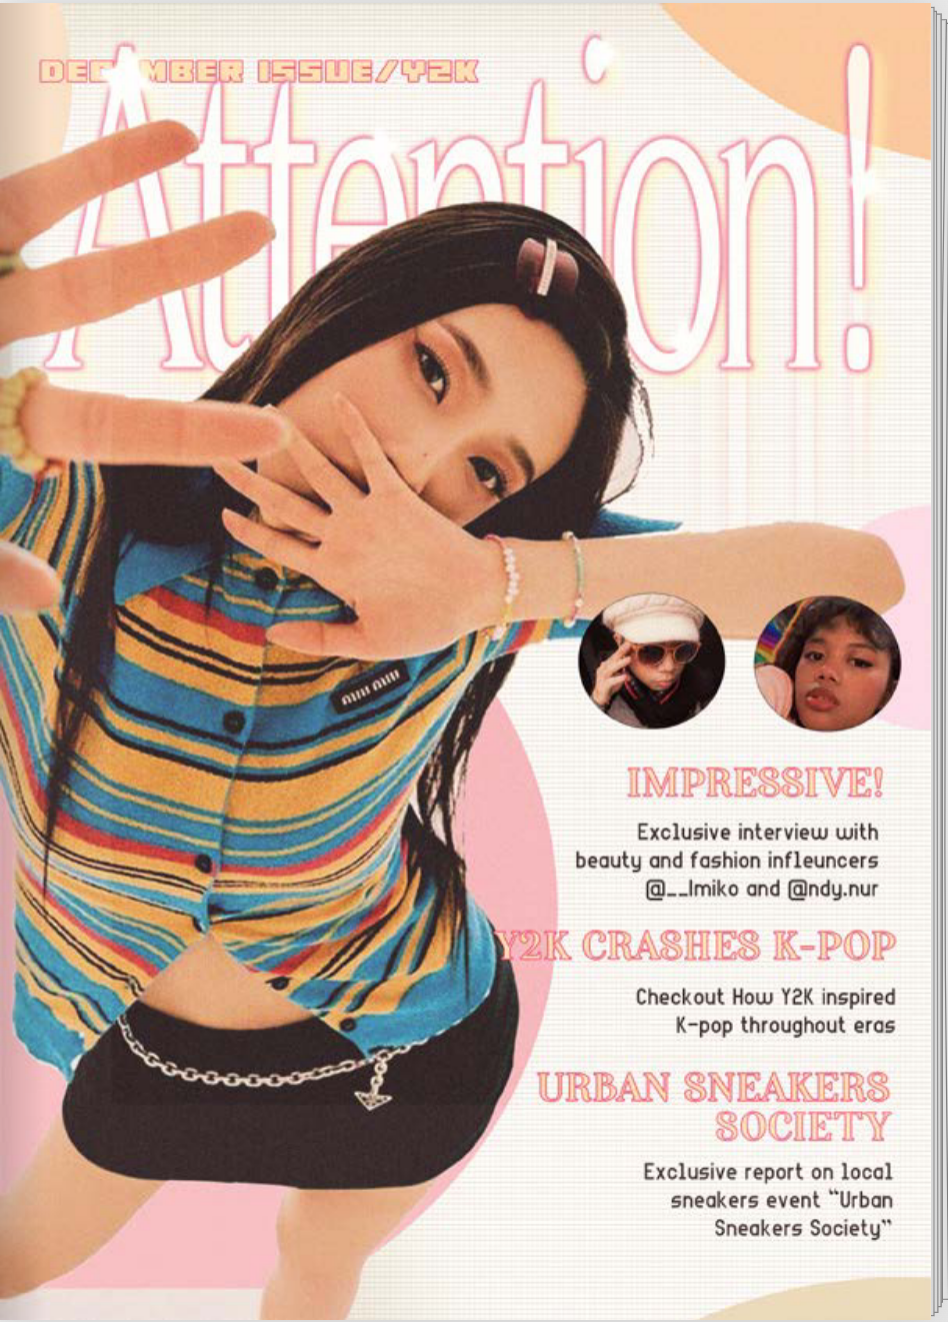 DECEMBER ISSUE/Y2K
Attention!
MIU MIU
IMPRESSIVE!
Exclusive interview with
beauty and fashion infleuncers
@__lmiko and @ndy.nur
Y2K CRASHES K-POP
Checkout How Y2K inspired
K-pop throughout eras
URBAN SNEAKERS
SOCIETY
Exclusive report on local
sneakers event “Urban
Sneakers Society”